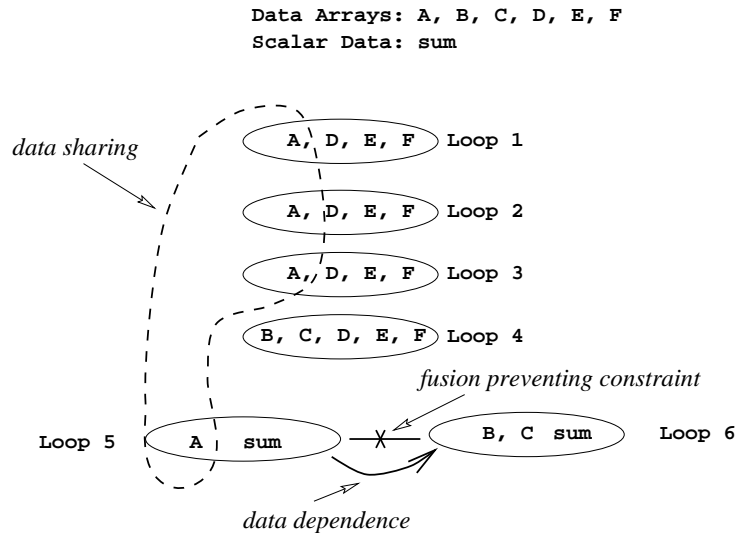 Data Arrays: A, B, C, D, E, F
Scalar Data: sum
data sharing
A, D, E, F Loop 1
A, D, E, F Loop 2
A, D, E, F Loop 3
B, C, D, E, F Loop 4
fusion preventing constraint
Loop 5 A sum
B, C sum Loop 6
data dependence